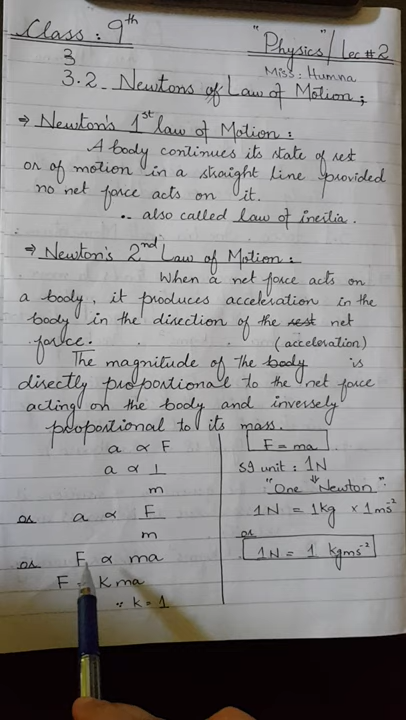 Class : 9th
"Physics" / Lec # 2
3
Miss : Humna
3.2 - Newtons of Law of Motion ;
⇒ Newton's 1st law of Motion :
A body continues its state of rest
or of motion in a straight line provided
no net force acts on it.
∴ also called law of inertia.
⇒ Newton's 2nd Law of Motion :
When a net force acts on
a body, it produces acceleration in the
body in the direction of the rest net
force.
(acceleration)
The magnitude of the body is
directly proportional to the net force
acting on the body and inversely
proportional to its mass.
a ∝ F
a ∝ 1
m
or a ∝ F
m
or F ∝ ma
F = K ma
∵ k = 1
F = ma
SI unit : 1N
"One Newton" :
1N = 1kg × 1ms⁻²
or
1N = 1 kgms⁻²